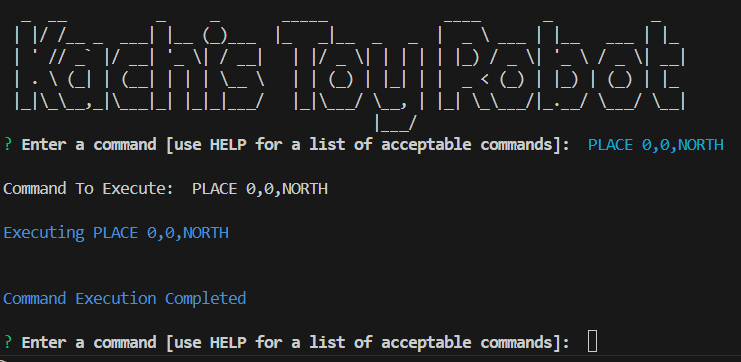 Kachis Toy Robot
? Enter a command [use HELP for a list of acceptable commands]: PLACE 0,0,NORTH
Command To Execute: PLACE 0,0,NORTH
Executing PLACE 0,0,NORTH
Command Execution Completed
? Enter a command [use HELP for a list of acceptable commands]: